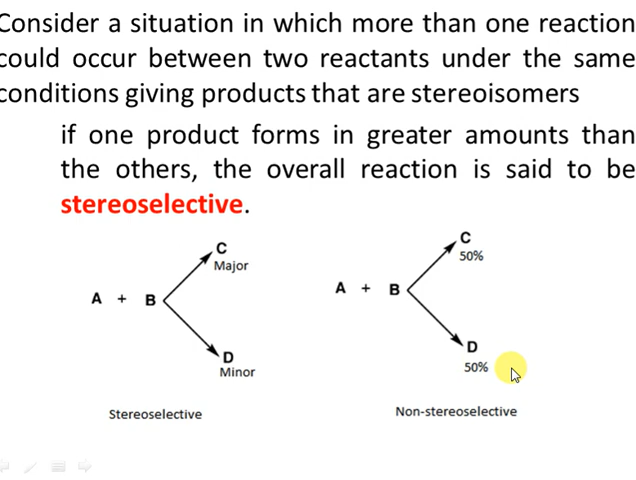 Consider a situation in which more than one reaction
could occur between two reactants under the same
conditions giving products that are stereoisomers
if one product forms in greater amounts than
the others, the overall reaction is said to be
stereoselective.
C
Major
A + B
D
Minor
Stereoselective
C
50%
A + B
D
50%
Non-stereoselective